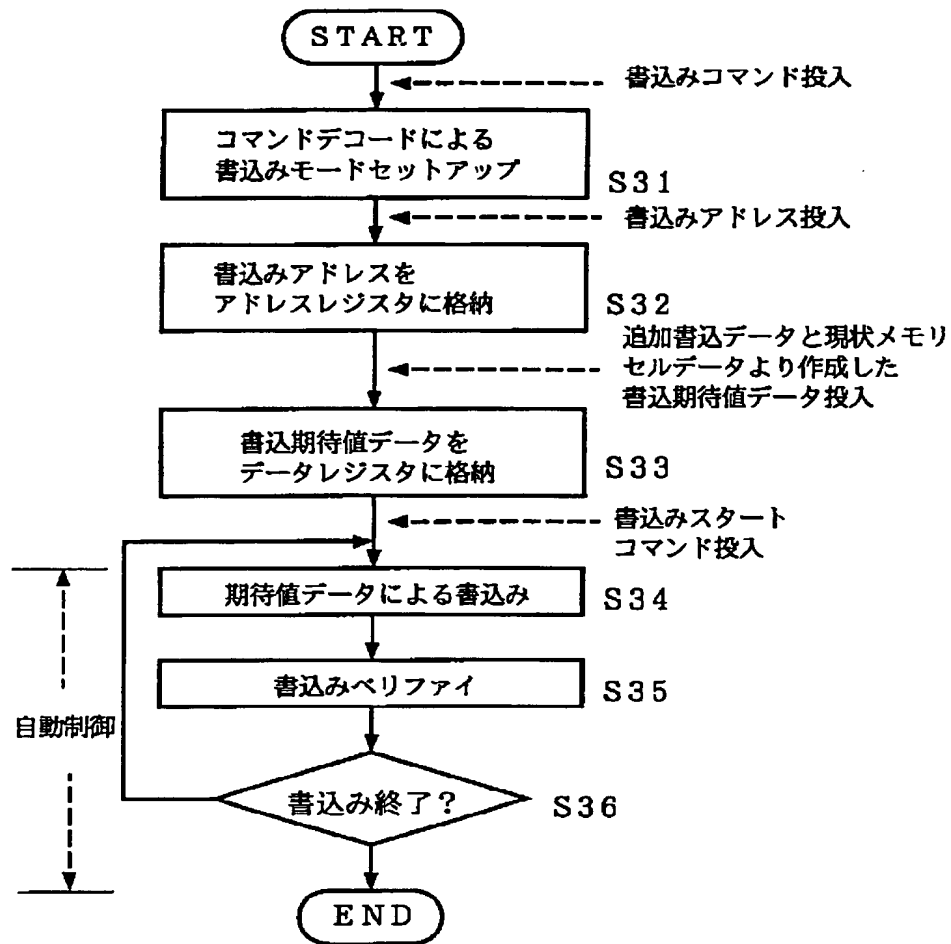 START
書込みコマンド投入
コマンドデコードによる
書込みモードセットアップ
S31
書込みアドレス投入
書込みアドレスを
アドレスレジスタに格納
S32
追加書込データと現状メモリ
セルデータより作成した
書込期待値データ投入
書込期待値データを
データレジスタに格納
S33
書込みスタート
コマンド投入
期待値データによる書込み
S34
書込みベリファイ
S35
自動制御
書込み終了?
S36
END